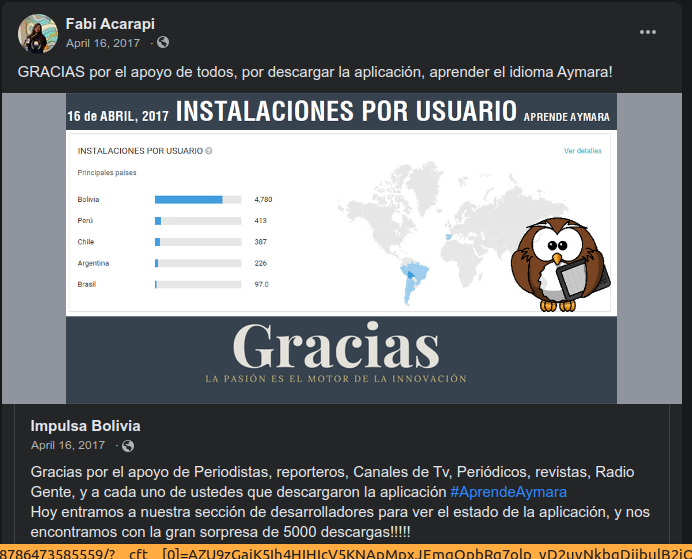 Fabi Acarapi
April 16, 2017 ·
GRACIAS por el apoyo de todos, por descargar la aplicación, aprender el idioma Aymara!
16 de ABRIL, 2017 INSTALACIONES POR USUARIO APRENDE AYMARA
INSTALACIONES POR USUARIO ?
Ver detalles
Principales países
Bolivia 4,780
Perú 413
Chile 387
Argentina 226
Brasil 97.0
Gracias
LA PASIÓN ES EL MOTOR DE LA INNOVACIÓN
Impulsa Bolivia
April 16, 2017 ·
Gracias por el apoyo de Periodistas, reporteros, Canales de Tv, Periódicos, revistas, Radio
Gente, y a cada uno de ustedes que descargaron la aplicación #AprendeAymara
Hoy entramos a nuestra sección de desarrolladores para ver el estado de la aplicación, y nos
encontramos con la gran sorpresa de 5000 descargas!!!!!